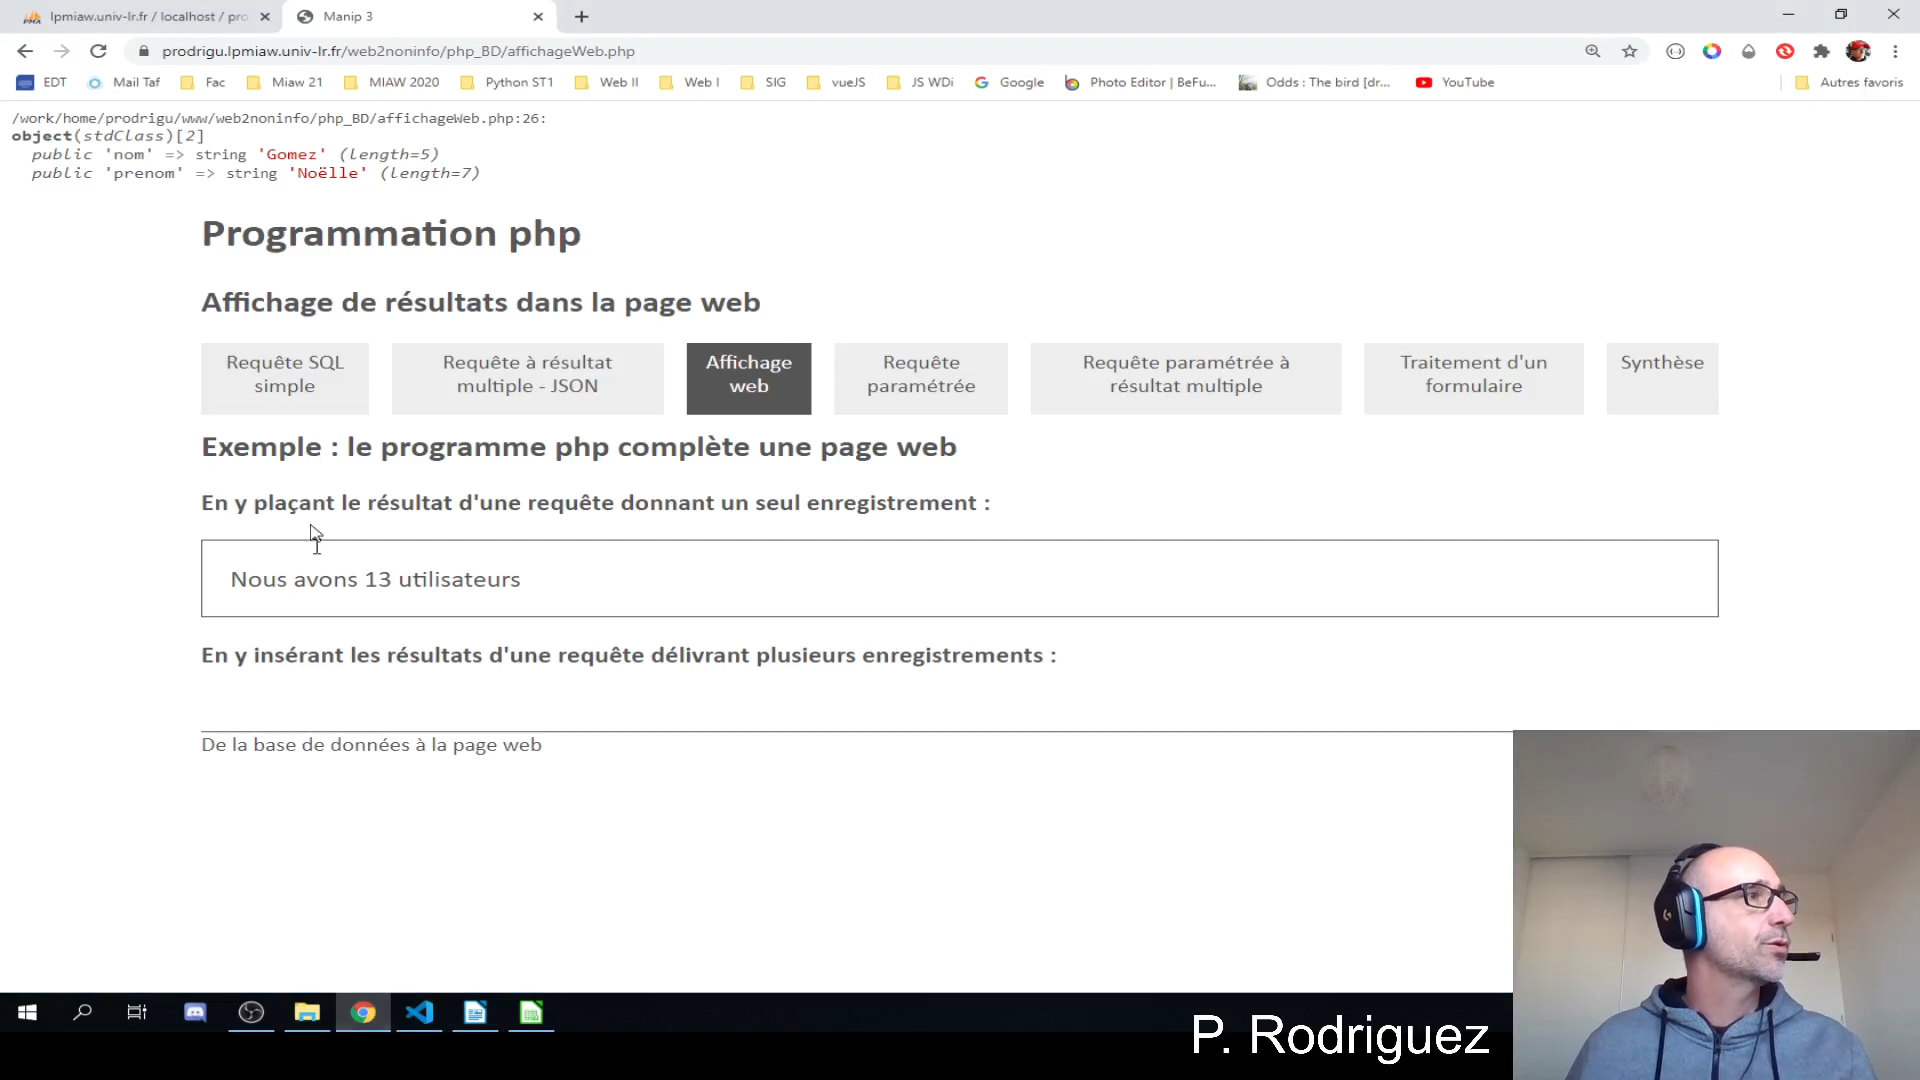 lpmiaw.univ-lr.fr / localhost / pro
Manip 3
prodrigu.lpmiaw.univ-lr.fr/web2noninfo/php_BD/affichageWeb.php
EDT
Mail Taf
Fac
Miaw 21
MIAW 2020
Python ST1
Web II
Web I
SIG
vueJS
JS WDi
Google
Photo Editor | BeFu...
Odds : The bird [dr...
YouTube
Autres favoris
/work/home/prodrigu/www/web2noninfo/php_BD/affichageWeb.php:26:
object(stdClass)[2]
public 'nom' => string 'Gomez' (length=5)
public 'prenom' => string 'Noëlle' (length=7)
Programmation php
Affichage de résultats dans la page web
Requête SQL
simple
Requête à résultat
multiple - JSON
Affichage
web
Requête
paramétrée
Requête paramétrée à
résultat multiple
Traitement d'un
formulaire
Synthèse
Exemple : le programme php complète une page web
En y plaçant le résultat d'une requête donnant un seul enregistrement :
Nous avons 13 utilisateurs
En y insérant les résultats d'une requête délivrant plusieurs enregistrements :
De la base de données à la page web
P. Rodriguez